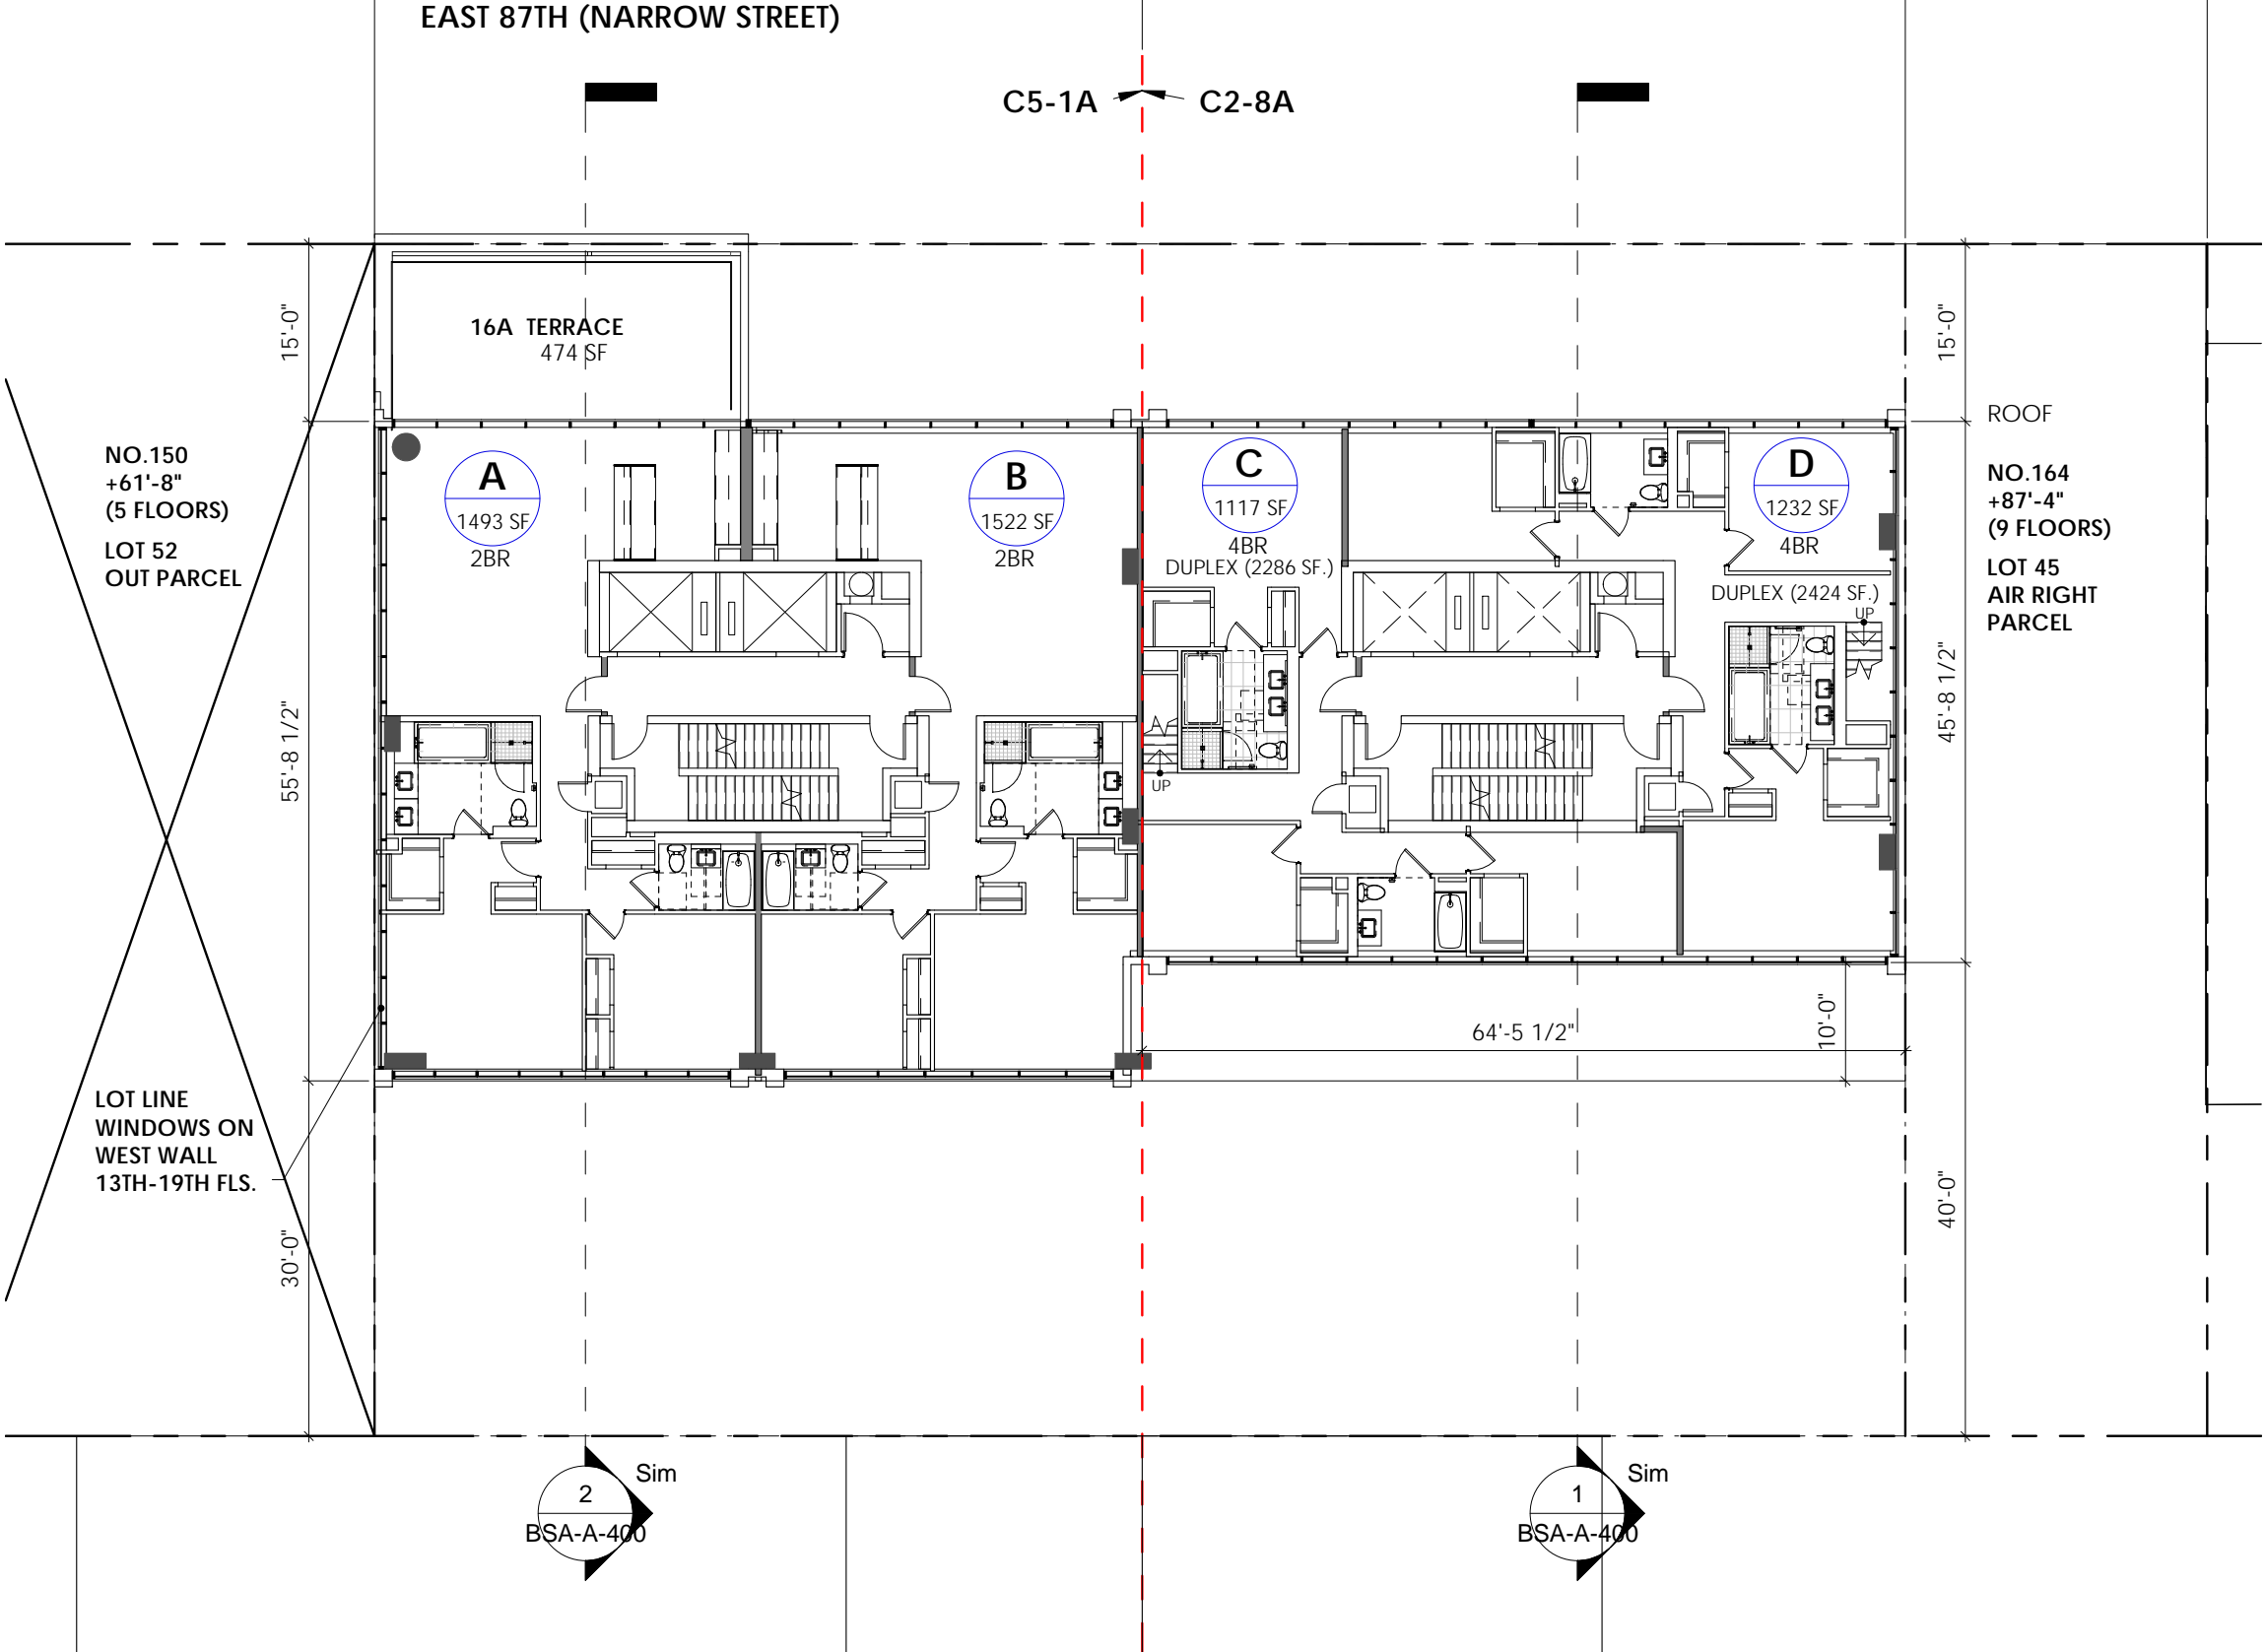 EAST 87TH (NARROW STREET)
C5-1A
C2-8A
15'-0"
16A TERRACE
474 SF
15'-0"
ROOF
NO.150
+61'-8"
(5 FLOORS)
LOT 52
OUT PARCEL
A
1493 SF
2BR
B
1522 SF
2BR
C
1117 SF
4BR
DUPLEX (2286 SF.)
D
1232 SF
4BR
DUPLEX (2424 SF.)
UP
NO.164
+87'-4"
(9 FLOORS)
LOT 45
AIR RIGHT
PARCEL
55'-8 1/2"
45'-8 1/2"
UP
64'-5 1/2"
10'-0"
LOT LINE
WINDOWS ON
WEST WALL
13TH-19TH FLS.
30'-0"
40'-0"
2
BSA-A-400
Sim
1
BSA-A-400
Sim